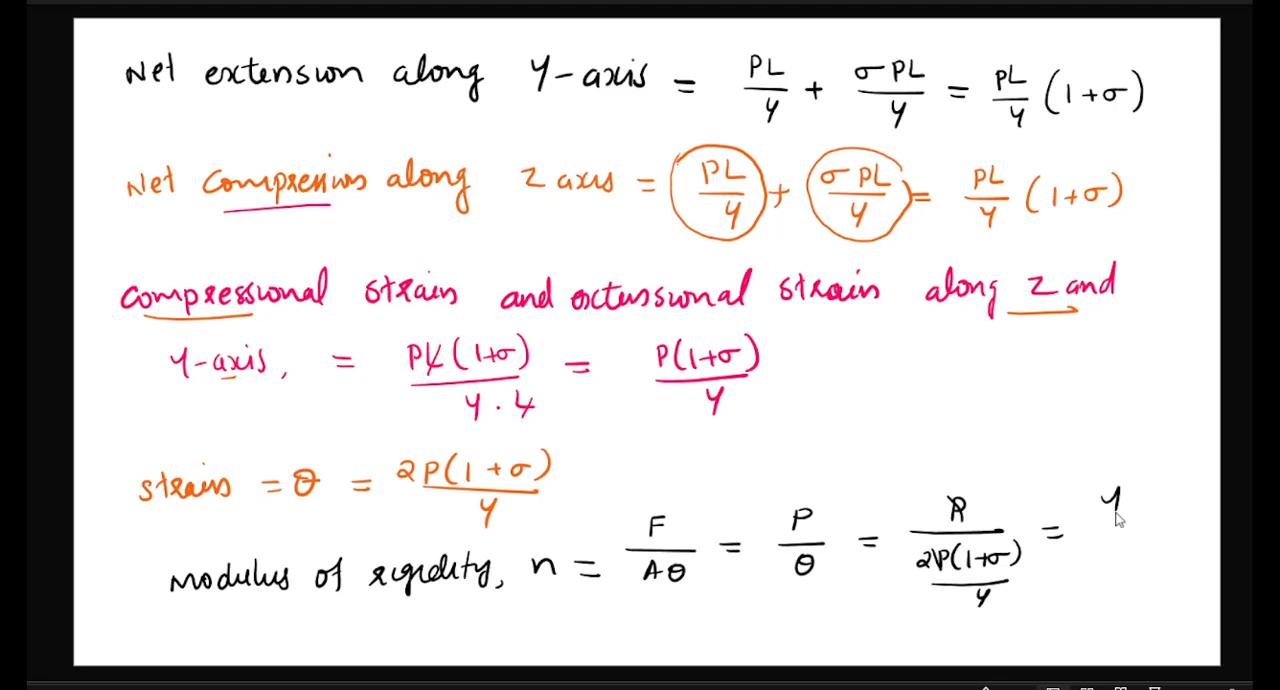 Net extension along Y-axis = PL/Y + σPL/Y = PL/Y (1+σ)
Net compression along Z axis = PL/Y + σPL/Y = PL/Y (1+σ)
compressional strain and extensional strain along Z and
Y-axis, = PL(1+σ)/Y·L = P(1+σ)/Y
strain = θ = 2P(1+σ)/Y
Modulus of rigidity, n = F/Aθ = P/θ = P/(2P(1+σ)/Y) = Y